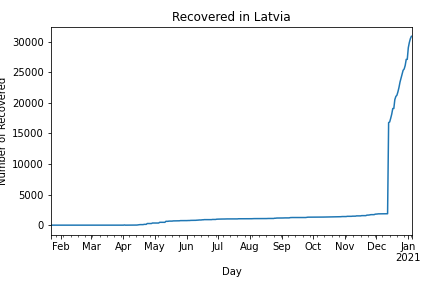 Recovered in Latvia
Number of Recovered
30000
25000
20000
15000
10000
5000
0
Feb Mar Apr May Jun Jul Aug Sep Oct Nov Dec Jan
2021
Day